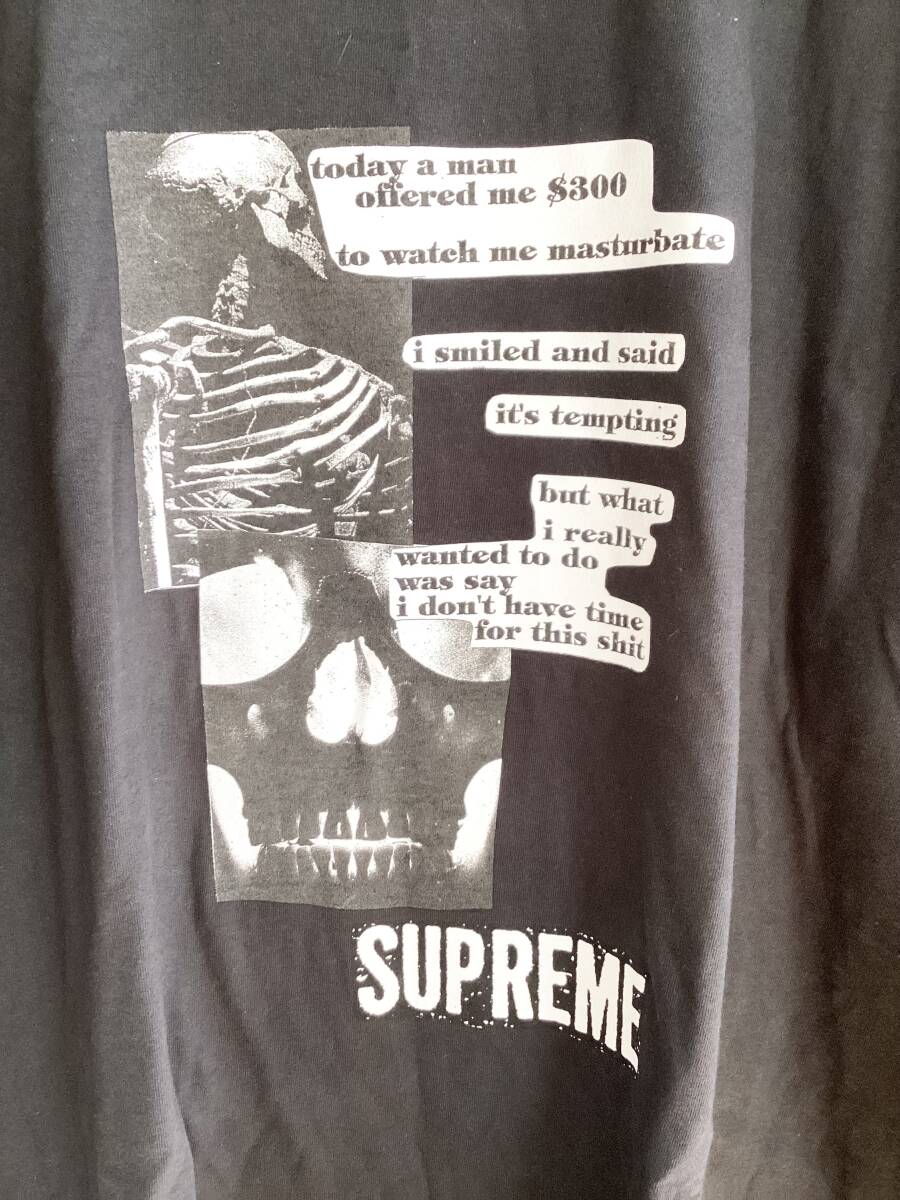 today a man
offered me $300
to watch me masturbate
i smiled and said
it's tempting
but what
i really
wanted to do
was say
i don't have time
for this shit
SUPREME